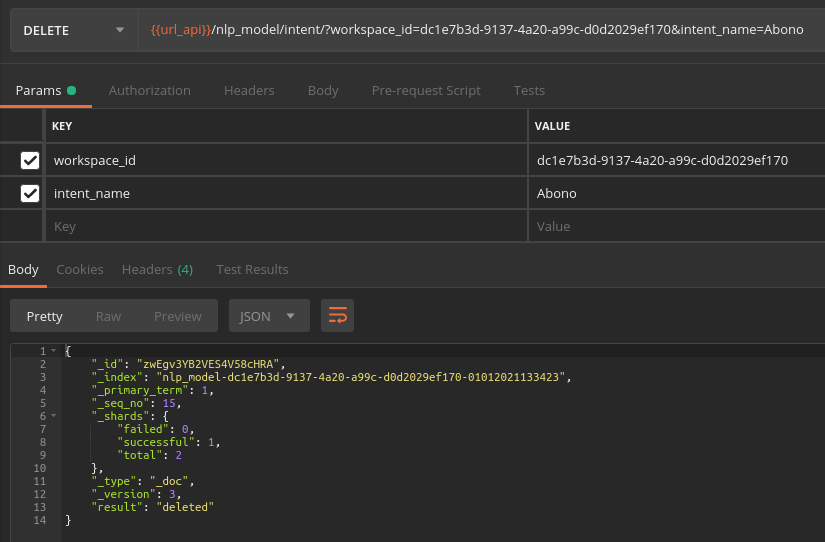 DELETE {{url_api}}/nlp_model/intent/?workspace_id=dc1e7b3d-9137-4a20-a99c-d0d2029ef170&intent_name=Abono
Params Authorization Headers Body Pre-request Script Tests
KEY VALUE
workspace_id dc1e7b3d-9137-4a20-a99c-d0d2029ef170
intent_name Abono
Key Value
Body Cookies Headers (4) Test Results
Pretty Raw Preview JSON
1 {
2 "_id": "zwEgv3YB2VES4V58cHRA",
3 "_index": "nlp_model-dc1e7b3d-9137-4a20-a99c-d0d2029ef170-01012021133423",
4 "_primary_term": 1,
5 "_seq_no": 15,
6 "_shards": {
7 "failed": 0,
8 "successful": 1,
9 "total": 2
10 },
11 "_type": "_doc",
12 "_version": 3,
13 "result": "deleted"
14 }